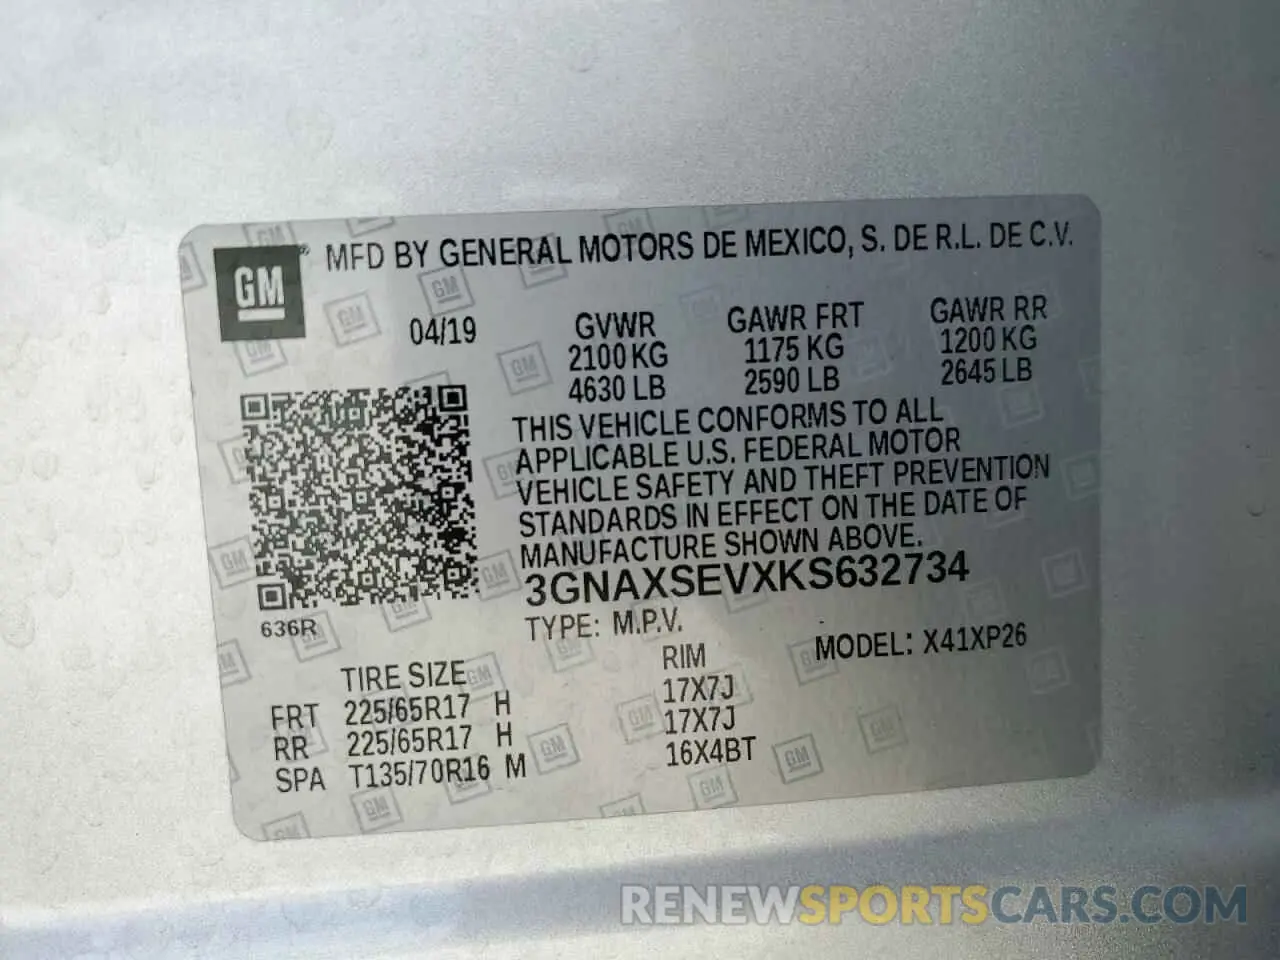 GM ® MFD BY GENERAL MOTORS DE MEXICO, S. DE R.L. DE C.V.
04/19 GVWR GAWR FRT GAWR RR
2100 KG 1175 KG 1200 KG
4630 LB 2590 LB 2645 LB
THIS VEHICLE CONFORMS TO ALL
APPLICABLE U.S. FEDERAL MOTOR
VEHICLE SAFETY AND THEFT PREVENTION
STANDARDS IN EFFECT ON THE DATE OF
MANUFACTURE SHOWN ABOVE.
3GNAXSEVXKS632734
636R
TYPE: M.P.V. MODEL: X41XP26
TIRE SIZE RIM
FRT 225/65R17 H 17X7J
RR 225/65R17 H 17X7J
SPA T135/70R16 M 16X4BT
RENEWSPORTSCARS.COM